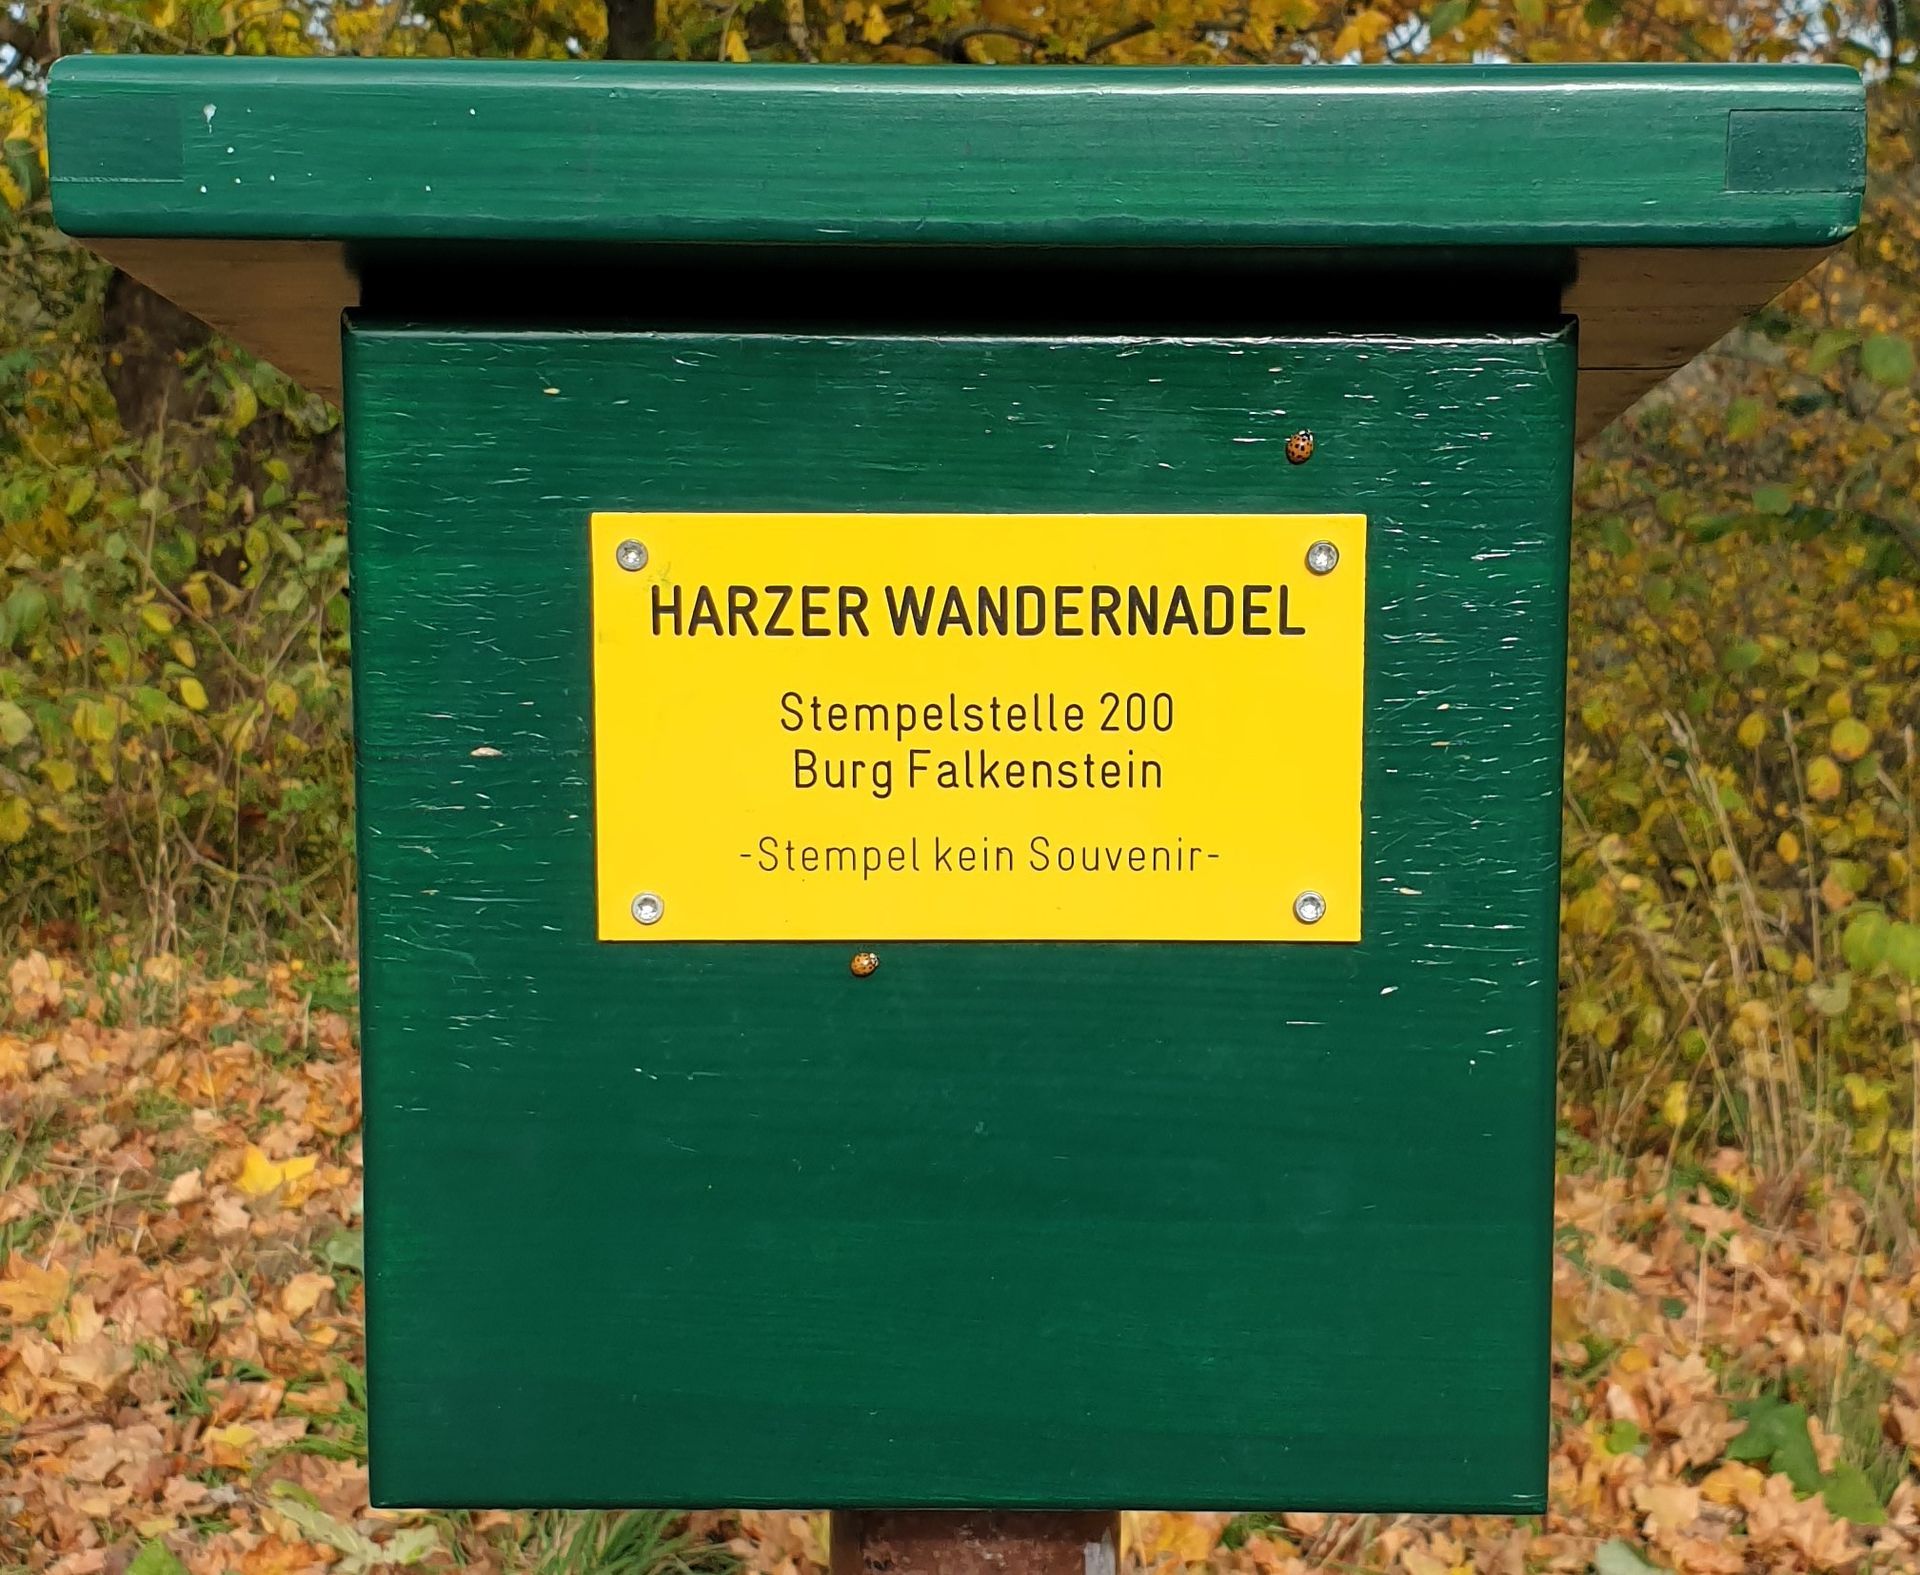 HARZER WANDERNADEL
Stempelstelle 200
Burg Falkenstein
-Stempel kein Souvenir-